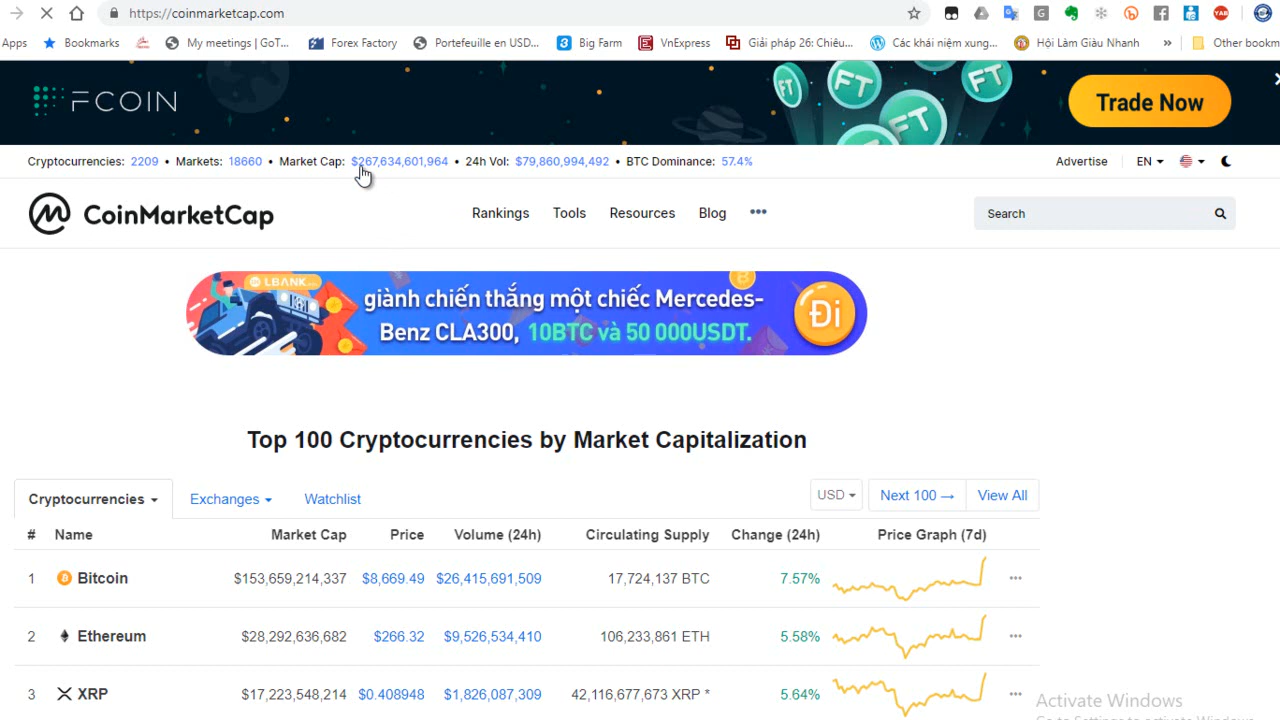 https://coinmarketcap.com
Apps Bookmarks My meetings | GoT... Forex Factory Portefeuille en USD... Big Farm VnExpress Giải pháp 26: Chiêu... Các khái niệm xung... Hội Làm Giàu Nhanh » Other bookm
FCOIN FT FT FT FT Trade Now
Cryptocurrencies: 2209 • Markets: 18660 • Market Cap: $267,634,601,964 • 24h Vol: $79,860,994,492 • BTC Dominance: 57.4% Advertise EN
CoinMarketCap Rankings Tools Resources Blog ••• Search
LBANK
giành chiến thắng một chiếc Mercedes-
Benz CLA300, 10BTC và 50 000USDT.
Đi
Top 100 Cryptocurrencies by Market Capitalization
Cryptocurrencies Exchanges Watchlist USD Next 100 → View All
# Name Market Cap Price Volume (24h) Circulating Supply Change (24h) Price Graph (7d)
1 Bitcoin $153,659,214,337 $8,669.49 $26,415,691,509 17,724,137 BTC 7.57% •••
2 Ethereum $28,292,636,682 $266.32 $9,526,534,410 106,233,861 ETH 5.58% •••
3 XRP $17,223,548,214 $0.408948 $1,826,087,309 42,116,677,673 XRP * 5.64% •••
Activate Windows